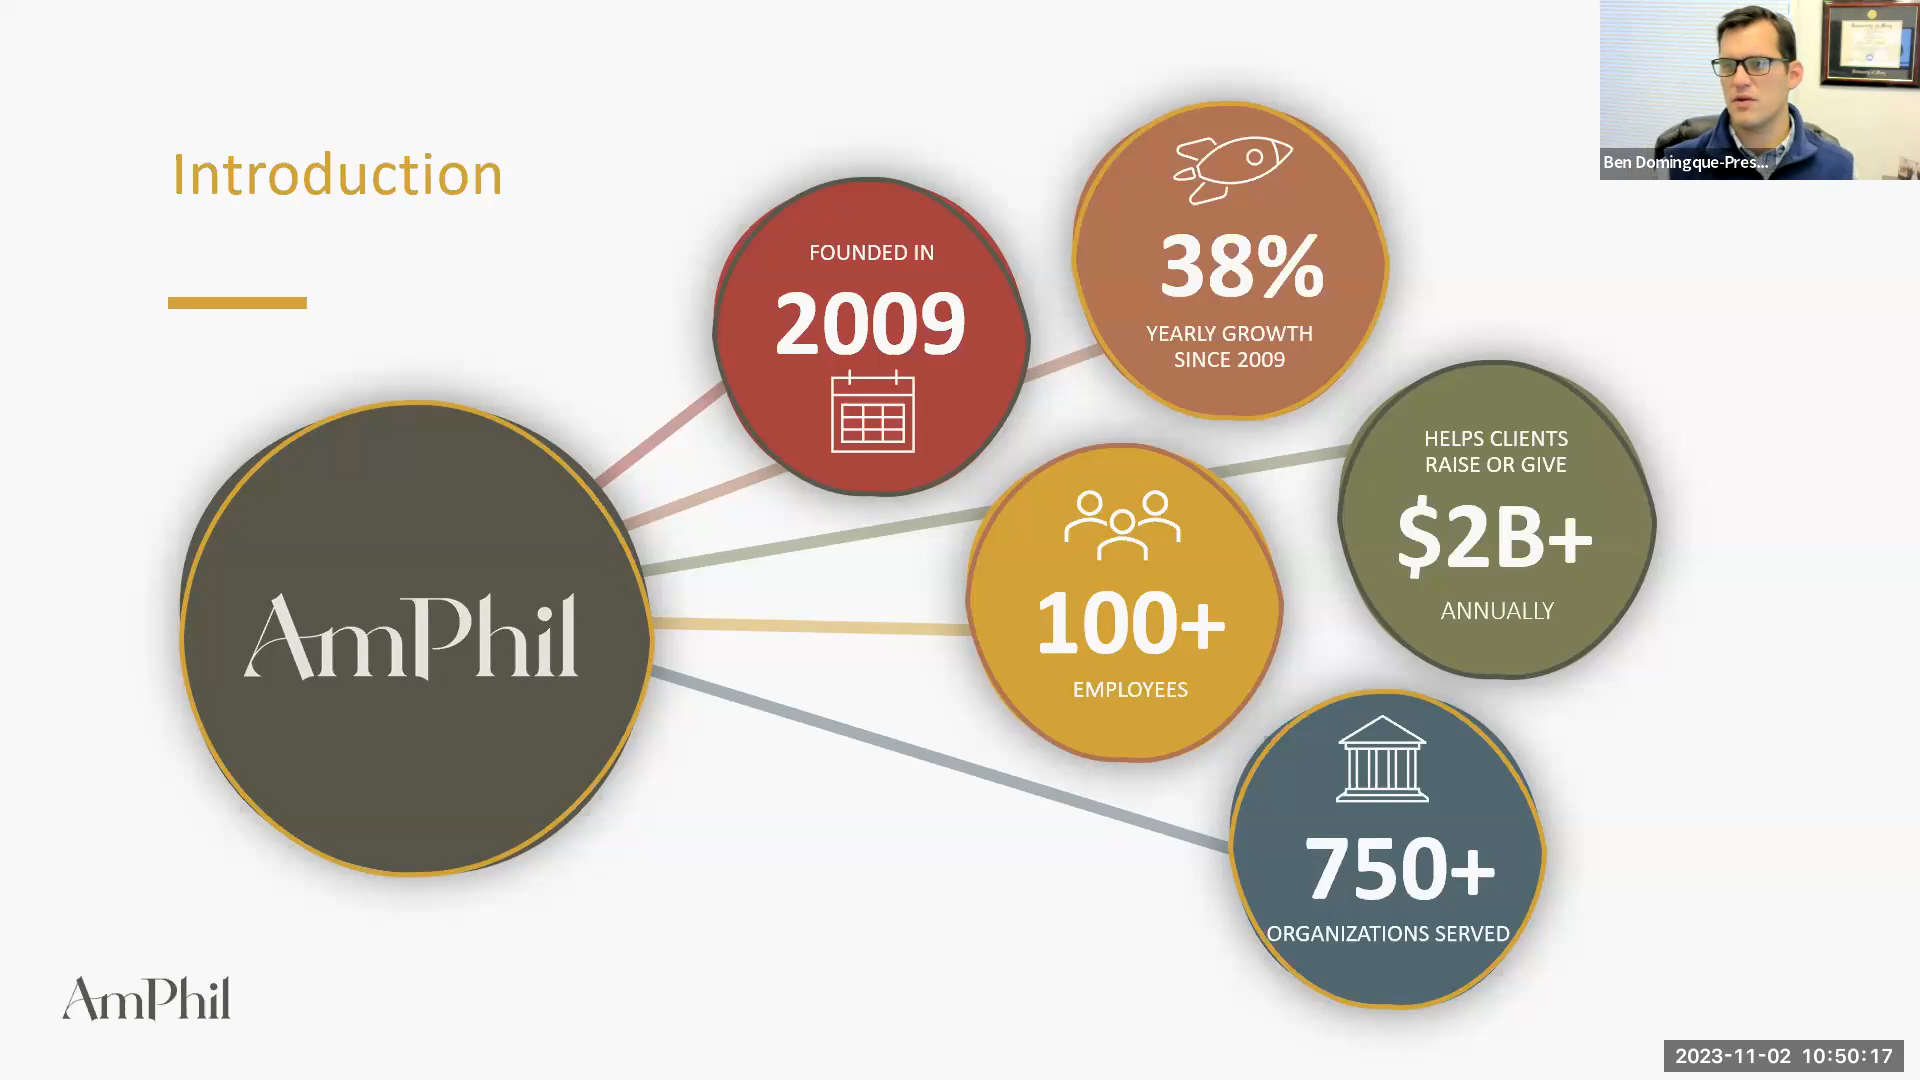 Introduction
FOUNDED IN
2009
38%
YEARLY GROWTH
SINCE 2009
HELPS CLIENTS
RAISE OR GIVE
$2B+
ANNUALLY
100+
EMPLOYEES
750+
ORGANIZATIONS SERVED
AmPhil
AmPhil
Ben Domingque-Pres...
2023-11-02 10:50:17